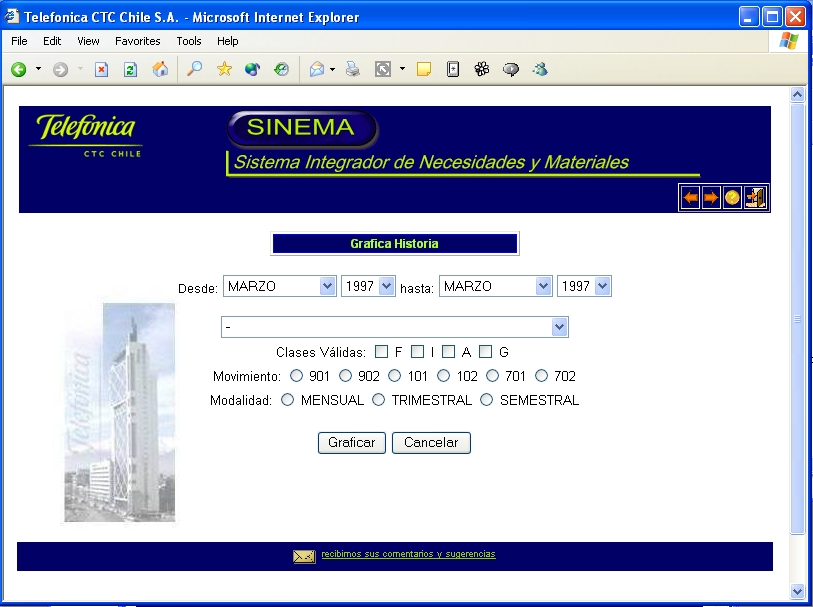 Telefonica CTC Chile S.A. - Microsoft Internet Explorer
File Edit View Favorites Tools Help
Telefónica
CTC CHILE
SINEMA
Sistema Integrador de Necesidades y Materiales
Grafica Historia
Desde: MARZO 1997 hasta: MARZO 1997
-
Clases Válidas: F I A G
Movimiento: 901 902 101 102 701 702
Modalidad: MENSUAL TRIMESTRAL SEMESTRAL
Telefónica
Graficar Cancelar
recibimos sus comentarios y sugerencias